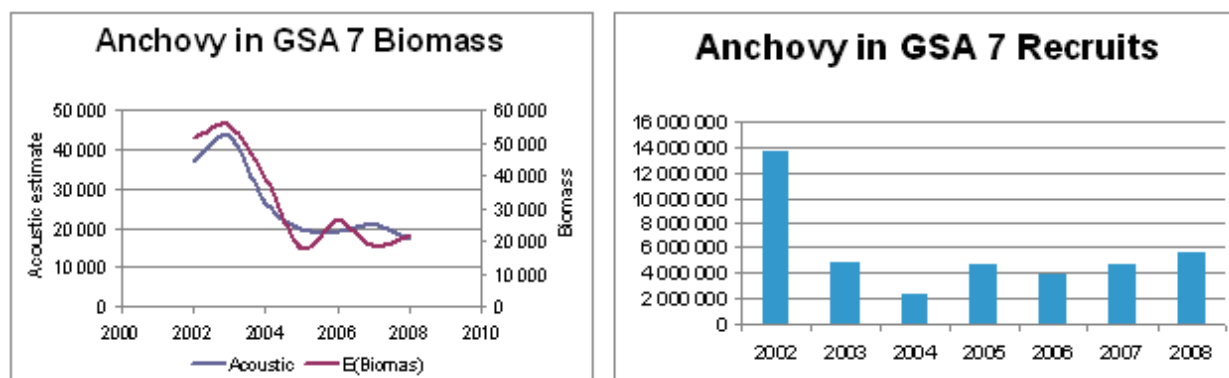 Anchovy in GSA 7 Biomass
Acoustic estimate
50 000
40 000
30 000
20 000
10 000
0
60 000
50 000
40 000
30 000
20 000
10 000
0
Biomass
2000 2002 2004 2006 2008 2010
Acoustic E(Biomas)
Anchovy in GSA 7 Recruits
16 000 000
14 000 000
12 000 000
10 000 000
8 000 000
6 000 000
4 000 000
2 000 000
0
2002 2003 2004 2005 2006 2007 2008